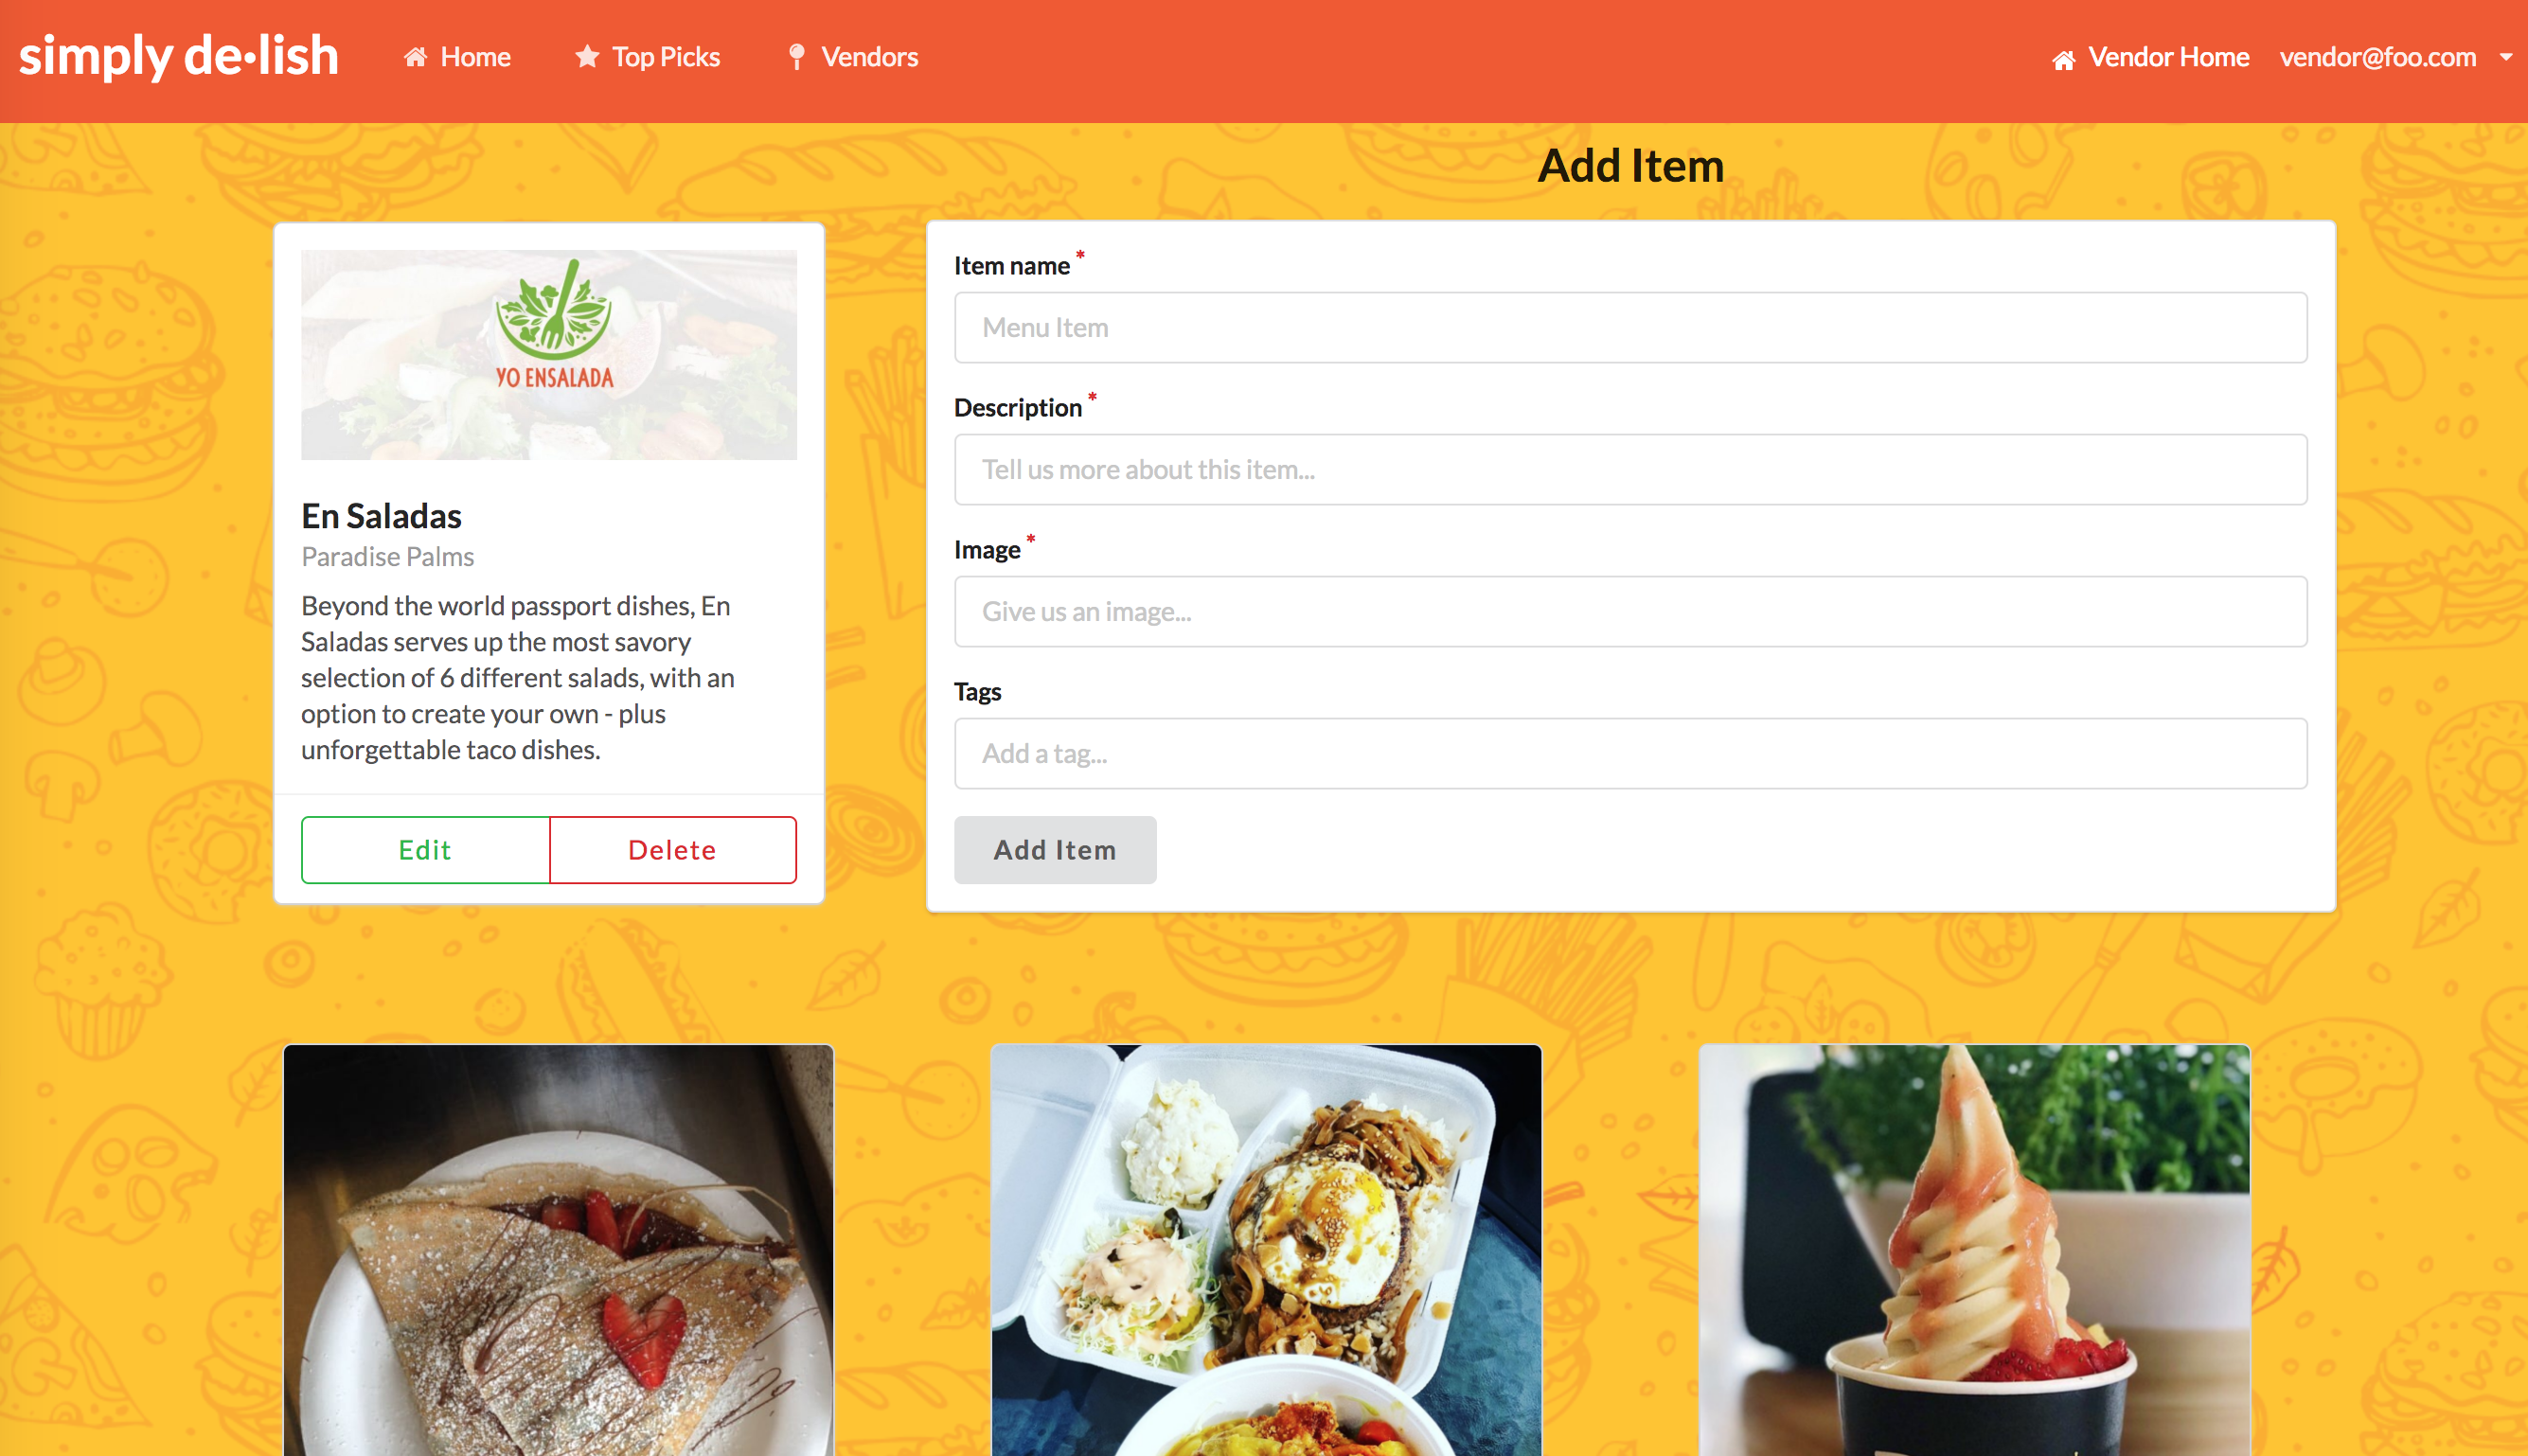 simply de•lish
Home
Top Picks
Vendors
Vendor Home
vendor@foo.com
Add Item
YO ENSALADA
En Saladas
Paradise Palms
Beyond the world passport dishes, En
Saladas serves up the most savory
selection of 6 different salads, with an
option to create your own - plus
unforgettable taco dishes.
Edit
Delete
Item name *
Menu Item
Description *
Tell us more about this item...
Image *
Give us an image...
Tags
Add a tag...
Add Item